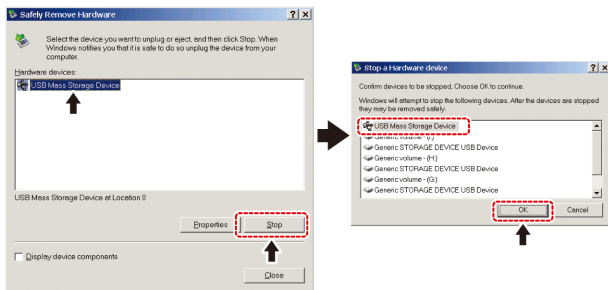 Safely Remove Hardware
Select the device you want to unplug or eject, and then click Stop. When
Windows notifies you that it is safe to do so unplug the device from your
computer.
Hardware devices:
USB Mass Storage Device
USB Mass Storage Device at Location 0
Properties
Stop
Display device components
Close
Stop a Hardware device
Confirm devices to be stopped, Choose OK to continue.
Windows will attempt to stop the following devices. After the devices are stopped
they may be removed safely.
USB Mass Storage Device
Generic volume - (I:)
Generic STORAGE DEVICE USB Device
Generic volume - (H:)
Generic STORAGE DEVICE USB Device
Generic volume - (G:)
Generic STORAGE DEVICE USB Device
OK
Cancel